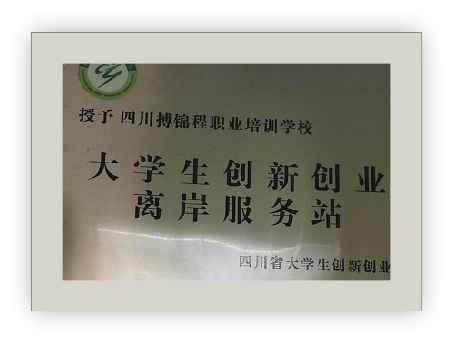 授予 四川搏锦程职业培训学校
大学生创新创业
离岸服务站
四川省大学生创新创业